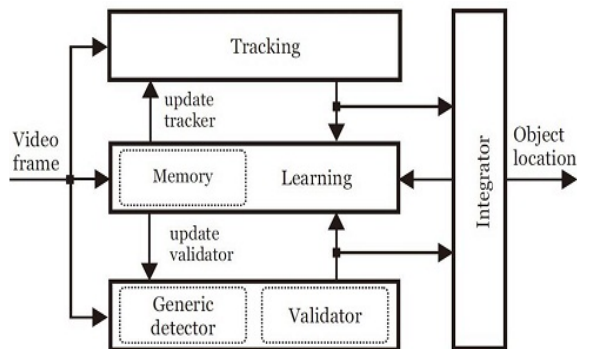 Tracking
update
tracker
Video
frame
Object
location
Memory
Learning
Integrator
update
validator
Generic
detector
Validator